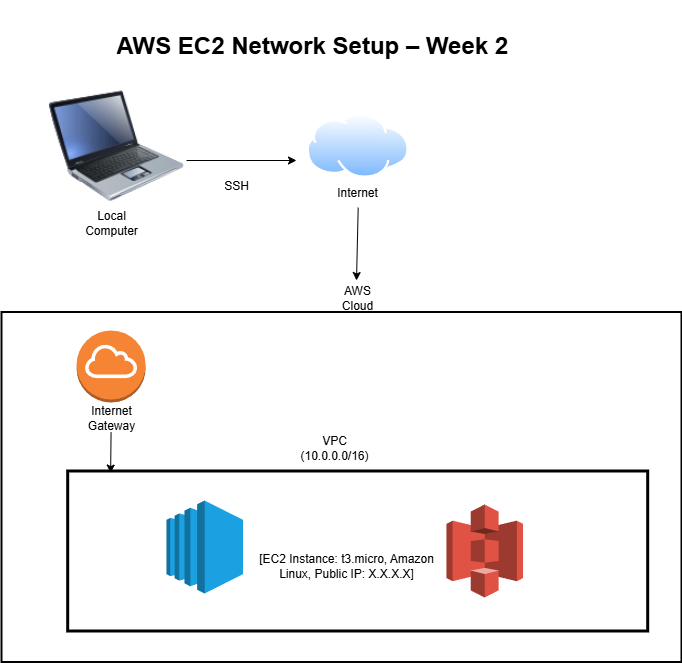 AWS EC2 Network Setup – Week 2
SSH
Local
Computer
Internet
AWS
Cloud
Internet
Gateway
VPC
(10.0.0.0/16)
[EC2 Instance: t3.micro, Amazon
Linux, Public IP: X.X.X.X]